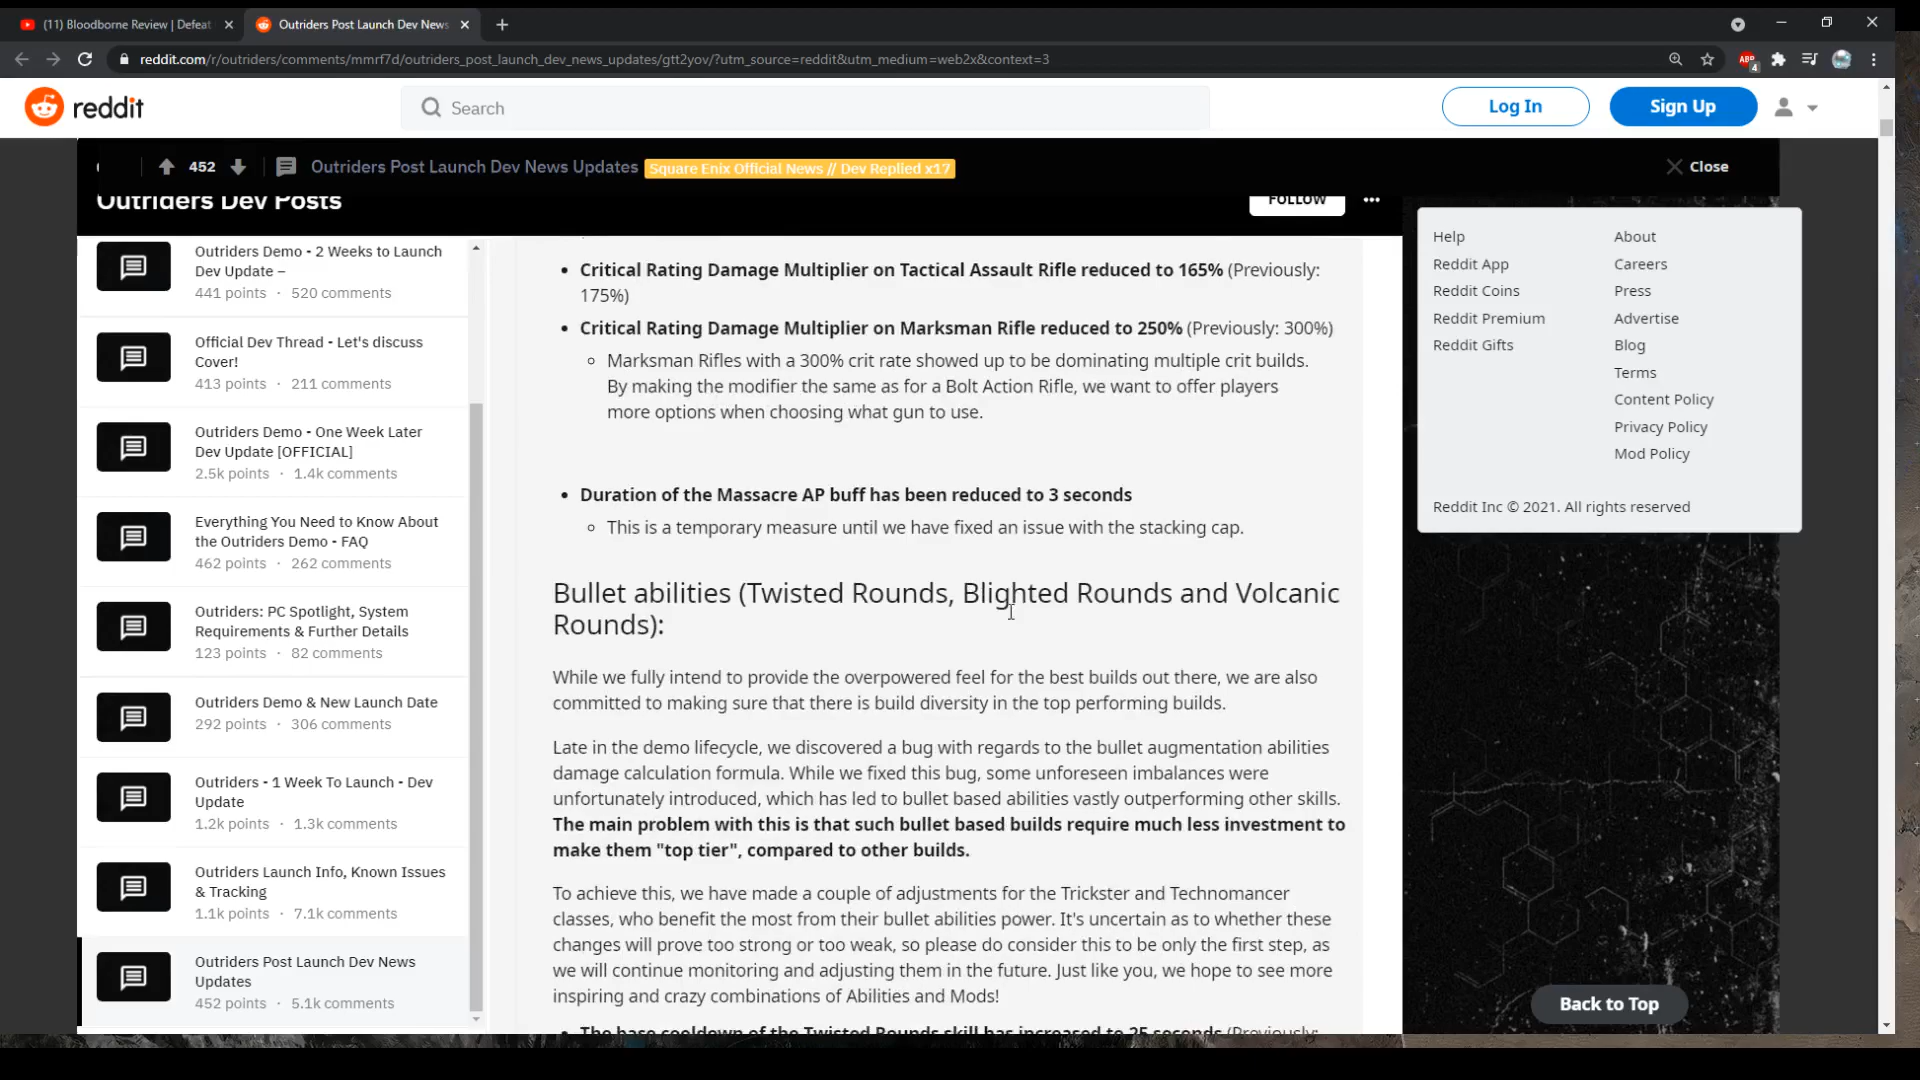 (11) Bloodborne Review | Defeat
Outriders Post Launch Dev News
reddit.com/r/outriders/comments/mmrf7d/outriders_post_launch_dev_news_updates/gtt2yov/?utm_source=reddit&utm_medium=web2x&context=3
ABP
4
reddit
Search
Log In
Sign Up
452
Outriders Post Launch Dev News Updates
Square Enix Official News // Dev Replied x17
Close
Outriders Dev Posts
FOLLOW
Outriders Demo - 2 Weeks to Launch
Dev Update –
441 points · 520 comments
Official Dev Thread - Let's discuss
Cover!
413 points · 211 comments
Outriders Demo - One Week Later
Dev Update [OFFICIAL]
2.5k points · 1.4k comments
Everything You Need to Know About
the Outriders Demo - FAQ
462 points · 262 comments
Outriders: PC Spotlight, System
Requirements & Further Details
123 points · 82 comments
Outriders Demo & New Launch Date
292 points · 306 comments
Outriders - 1 Week To Launch - Dev
Update
1.2k points · 1.3k comments
Outriders Launch Info, Known Issues
& Tracking
1.1k points · 7.1k comments
Outriders Post Launch Dev News
Updates
452 points · 5.1k comments
• Critical Rating Damage Multiplier on Tactical Assault Rifle reduced to 165% (Previously:
175%)
• Critical Rating Damage Multiplier on Marksman Rifle reduced to 250% (Previously: 300%)
Marksman Rifles with a 300% crit rate showed up to be dominating multiple crit builds.
By making the modifier the same as for a Bolt Action Rifle, we want to offer players
more options when choosing what gun to use.
• Duration of the Massacre AP buff has been reduced to 3 seconds
This is a temporary measure until we have fixed an issue with the stacking cap.
Bullet abilities (Twisted Rounds, Blighted Rounds and Volcanic
Rounds):
While we fully intend to provide the overpowered feel for the best builds out there, we are also
committed to making sure that there is build diversity in the top performing builds.
Late in the demo lifecycle, we discovered a bug with regards to the bullet augmentation abilities
damage calculation formula. While we fixed this bug, some unforeseen imbalances were
unfortunately introduced, which has led to bullet based abilities vastly outperforming other skills.
The main problem with this is that such bullet based builds require much less investment to
make them "top tier", compared to other builds.
To achieve this, we have made a couple of adjustments for the Trickster and Technomancer
classes, who benefit the most from their bullet abilities power. It's uncertain as to whether these
changes will prove too strong or too weak, so please do consider this to be only the first step, as
we will continue monitoring and adjusting them in the future. Just like you, we hope to see more
inspiring and crazy combinations of Abilities and Mods!
• The base cooldown of the Twisted Rounds skill has increased to 25 seconds (Previously:
Help
About
Reddit App
Careers
Reddit Coins
Press
Reddit Premium
Advertise
Reddit Gifts
Blog
Terms
Content Policy
Privacy Policy
Mod Policy
Reddit Inc © 2021. All rights reserved
Back to Top